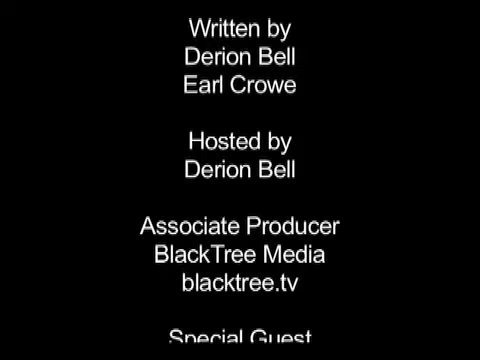 Written by
Derion Bell
Earl Crowe
Hosted by
Derion Bell
Associate Producer
BlackTree Media
blacktree.tv
Special Guest